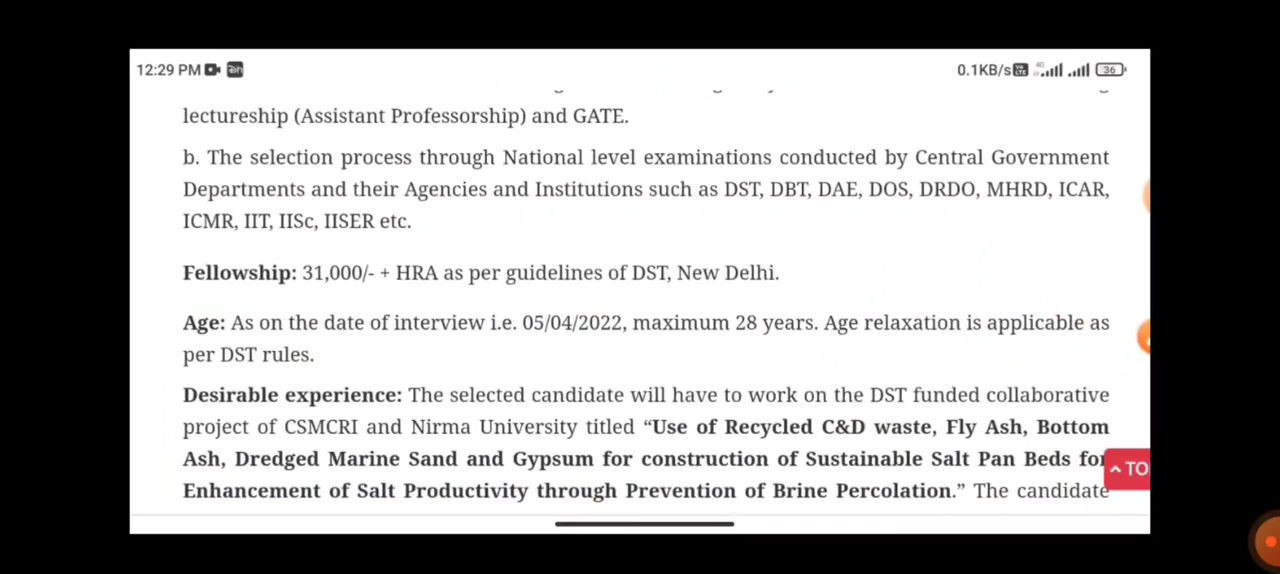 12:29 PM
0.1KB/s 4G 36
lectureship (Assistant Professorship) and GATE.
b. The selection process through National level examinations conducted by Central Government
Departments and their Agencies and Institutions such as DST, DBT, DAE, DOS, DRDO, MHRD, ICAR,
ICMR, IIT, IISc, IISER etc.
Fellowship: 31,000/- + HRA as per guidelines of DST, New Delhi.
Age: As on the date of interview i.e. 05/04/2022, maximum 28 years. Age relaxation is applicable as
per DST rules.
Desirable experience: The selected candidate will have to work on the DST funded collaborative
project of CSMCRI and Nirma University titled “Use of Recycled C&D waste, Fly Ash, Bottom
Ash, Dredged Marine Sand and Gypsum for construction of Sustainable Salt Pan Beds for
TO
Enhancement of Salt Productivity through Prevention of Brine Percolation.” The candidate